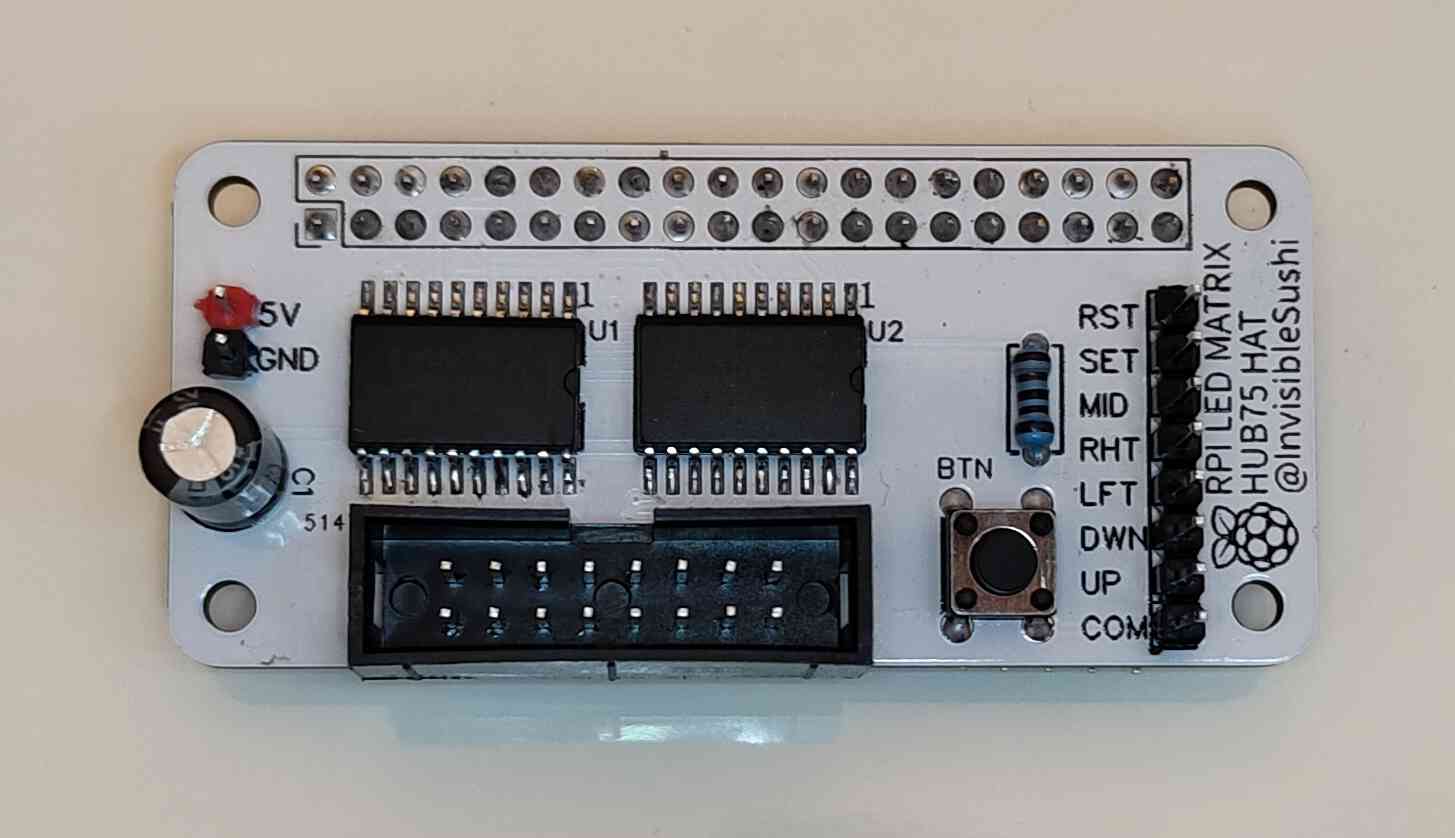 5V
GND
C1
514
1
U1
1
U2
BTN
RST
SET
MID
RHT
LFT
DWN
UP
COM
RPI LED MATRIX
HUB75 HAT
@InvisibleSushi